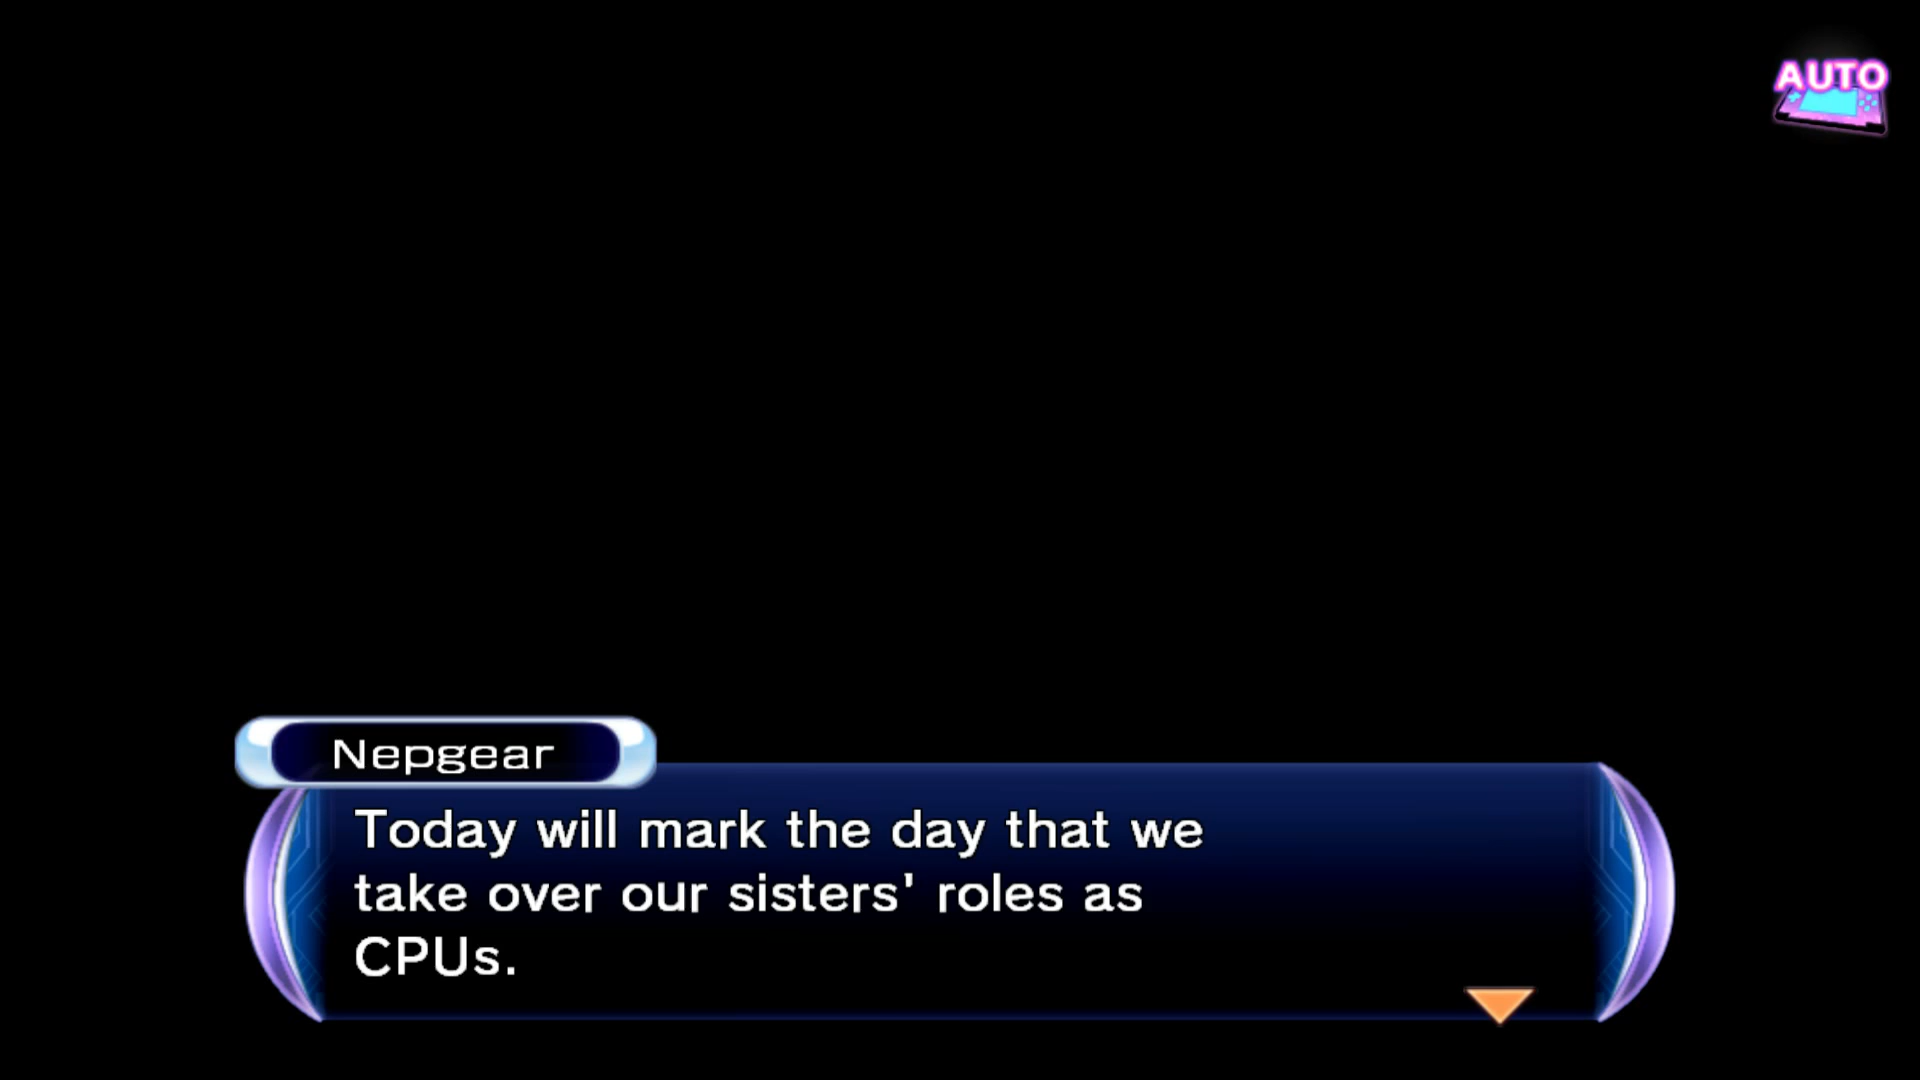 AUTO
Nepgear
Today will mark the day that we
take over our sisters' roles as
CPUs.